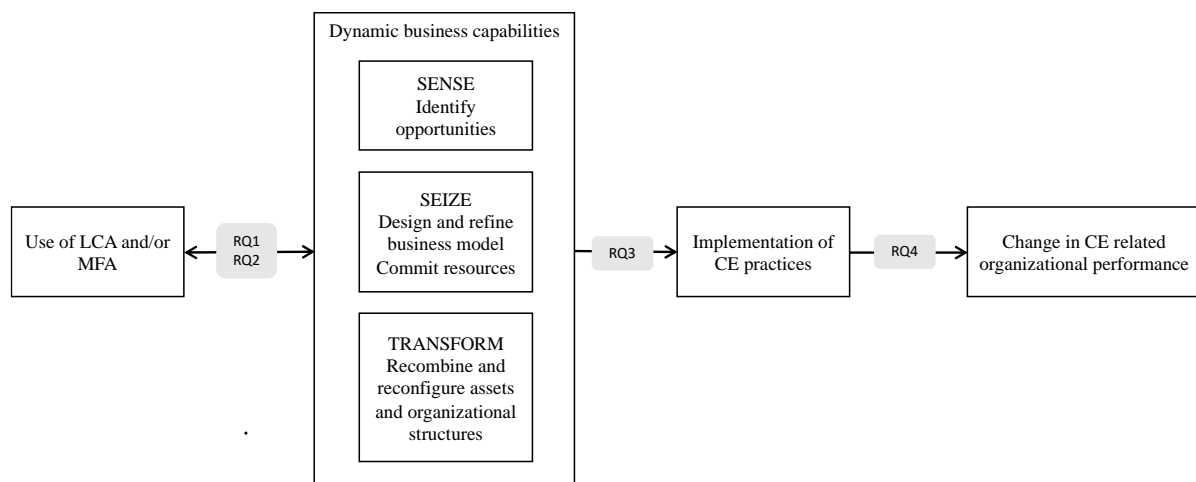 Dynamic business capabilities
SENSE
Identify
opportunities
SEIZE
Design and refine
business model
Commit resources
TRANSFORM
Recombine and
reconfigure assets
and organizational
structures
Use of LCA and/or
MFA
RQ1
RQ2
RQ3
Implementation of
CE practices
RQ4
Change in CE related
organizational performance
.